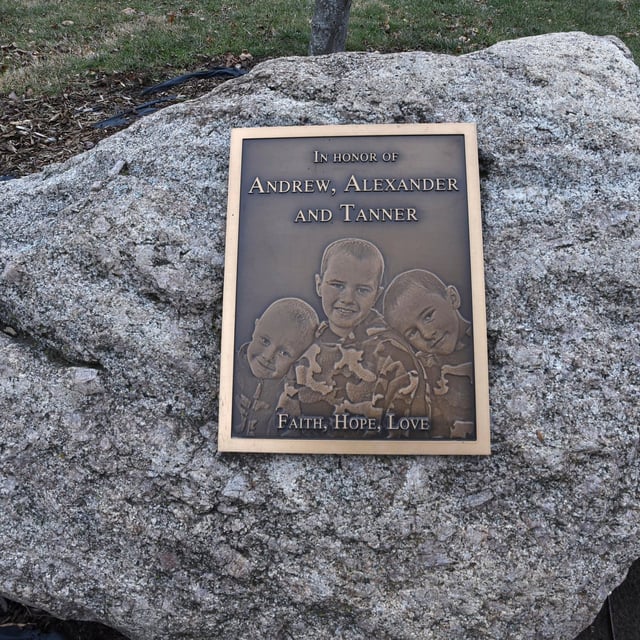 In honor of
Andrew, Alexander
and Tanner
Faith, Hope, Love